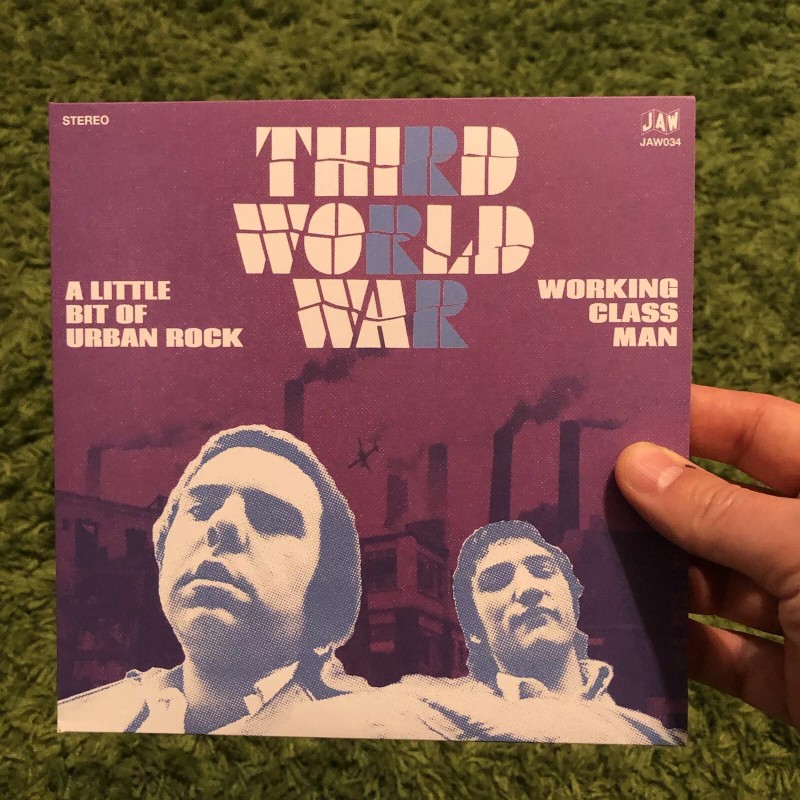 STEREO
JAW
JAW034
THIRD
WORLD
WAR
A LITTLE
BIT OF
URBAN ROCK
WORKING
CLASS
MAN